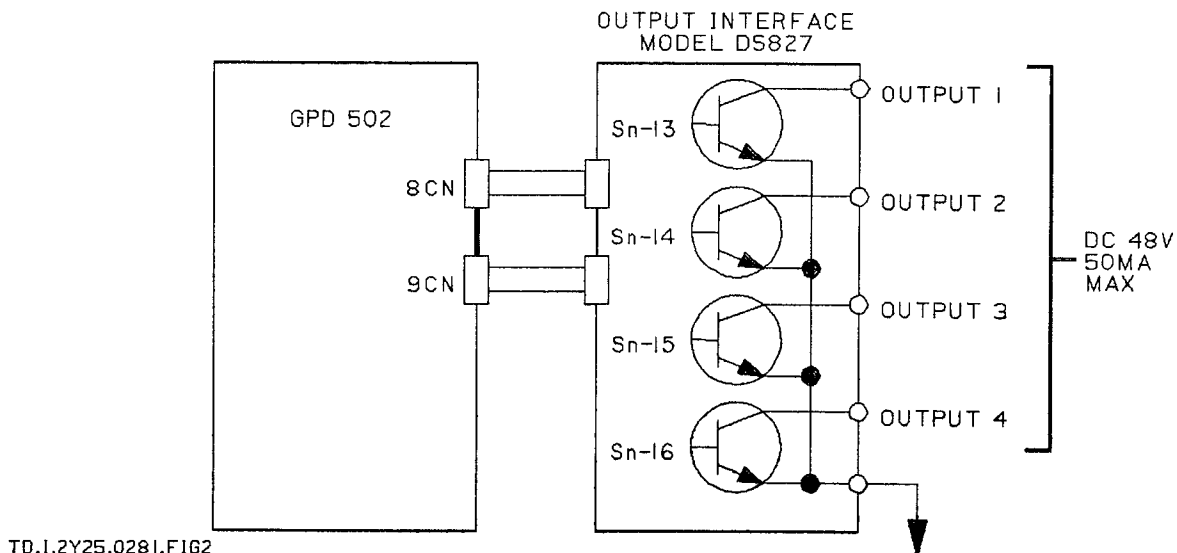 OUTPUT INTERFACE
MODEL DS827
GPD 502
8CN
9CN
Sn-13
OUTPUT 1
Sn-14
OUTPUT 2
Sn-15
OUTPUT 3
Sn-16
OUTPUT 4
DC 48V
50MA
MAX
TD.1.2Y25.0281.FIG2